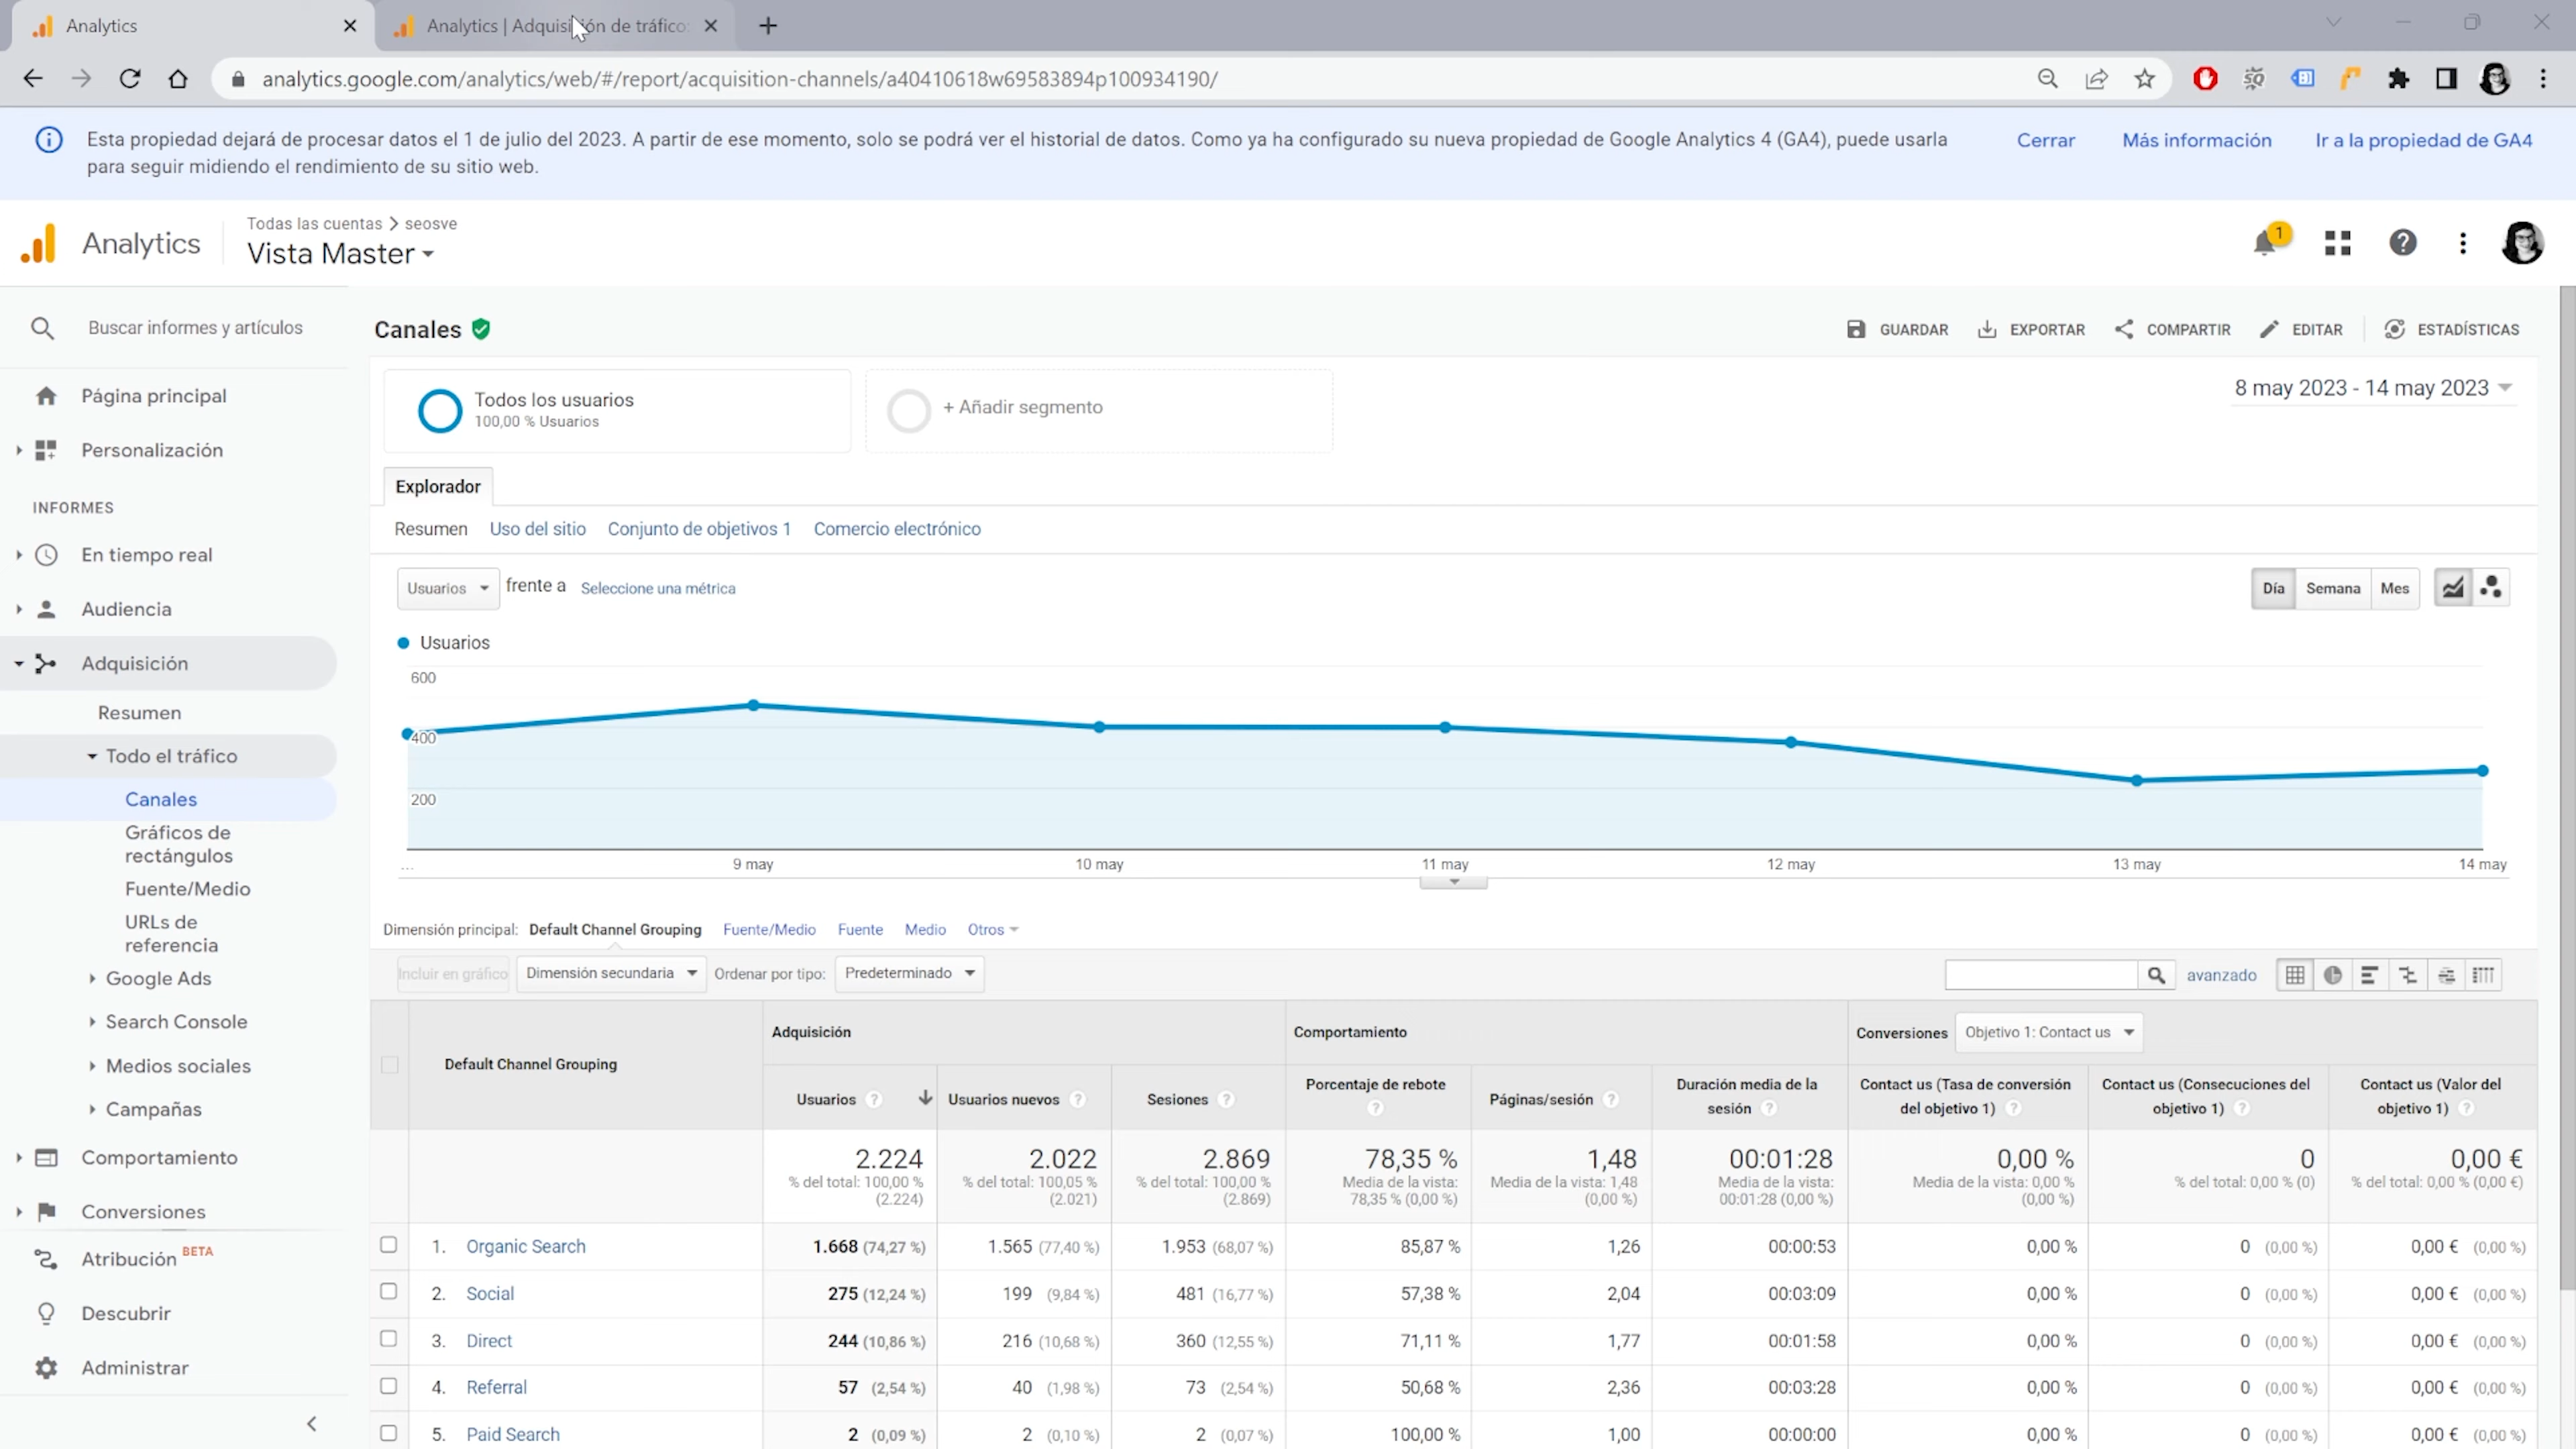 Analytics
Analytics | Adquisición de tráfico:
analytics.google.com/analytics/web/#/report/acquisition-channels/a40410618w69583894p100934190/
Esta propiedad dejará de procesar datos el 1 de julio del 2023. A partir de ese momento, solo se podrá ver el historial de datos. Como ya ha configurado su nueva propiedad de Google Analytics 4 (GA4), puede usarla
para seguir midiendo el rendimiento de su sitio web.
Cerrar
Más información
Ir a la propiedad de GA4
Analytics
Todas las cuentas > seosve
Vista Master
1
Buscar informes y artículos
Página principal
Personalización
INFORMES
En tiempo real
Audiencia
Adquisición
Resumen
Todo el tráfico
Canales
Gráficos de
rectángulos
Fuente/Medio
URLs de
referencia
Google Ads
Search Console
Medios sociales
Campañas
Comportamiento
Conversiones
Atribución BETA
Descubrir
Administrar
Canales
GUARDAR
EXPORTAR
COMPARTIR
EDITAR
ESTADÍSTICAS
Todos los usuarios
100,00 % Usuarios
+ Añadir segmento
8 may 2023 - 14 may 2023
Explorador
Resumen Uso del sitio Conjunto de objetivos 1 Comercio electrónico
Usuarios frente a Seleccione una métrica
Día Semana Mes
Usuarios
600
400
200
... 9 may 10 may 11 may 12 may 13 may 14 may
Dimensión principal: Default Channel Grouping Fuente/Medio Fuente Medio Otros
Incluir en gráfico Dimensión secundaria Ordenar por tipo: Predeterminado
avanzado
Default Channel Grouping
Adquisición
Comportamiento
Conversiones Objetivo 1: Contact us
Usuarios ?
Usuarios nuevos ?
Sesiones ?
Porcentaje de rebote
?
Páginas/sesión ?
Duración media de la
sesión ?
Contact us (Tasa de conversión
del objetivo 1) ?
Contact us (Consecuciones del
objetivo 1) ?
Contact us (Valor del
objetivo 1) ?
2.224
% del total: 100,00 %
(2.224)
2.022
% del total: 100,05 %
(2.021)
2.869
% del total: 100,00 %
(2.869)
78,35 %
Media de la vista:
78,35 % (0,00 %)
1,48
Media de la vista: 1,48
(0,00 %)
00:01:28
Media de la vista:
00:01:28 (0,00 %)
0,00 %
Media de la vista: 0,00 %
(0,00 %)
0
% del total: 0,00 % (0)
0,00 €
% del total: 0,00 % (0,00 €)
1. Organic Search 1.668 (74,27 %) 1.565 (77,40 %) 1.953 (68,07 %) 85,87 % 1,26 00:00:53 0,00 % 0 (0,00 %) 0,00 € (0,00 %)
2. Social 275 (12,24 %) 199 (9,84 %) 481 (16,77 %) 57,38 % 2,04 00:03:09 0,00 % 0 (0,00 %) 0,00 € (0,00 %)
3. Direct 244 (10,86 %) 216 (10,68 %) 360 (12,55 %) 71,11 % 1,77 00:01:58 0,00 % 0 (0,00 %) 0,00 € (0,00 %)
4. Referral 57 (2,54 %) 40 (1,98 %) 73 (2,54 %) 50,68 % 2,36 00:03:28 0,00 % 0 (0,00 %) 0,00 € (0,00 %)
5. Paid Search 2 (0,09 %) 2 (0,10 %) 2 (0,07 %) 100,00 % 1,00 00:00:00 0,00 % 0 (0,00 %) 0,00 € (0,00 %)